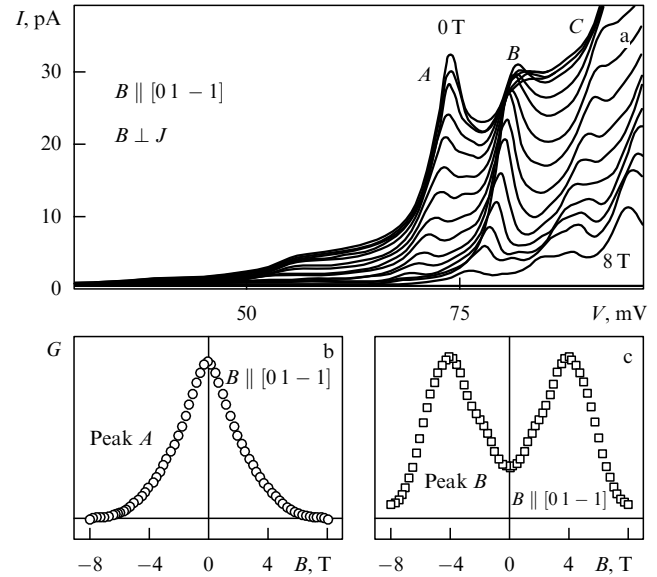 I, pA
0 T
C
a
B
30
A
B ∥ [0 1 − 1]
B ⊥ J
20
10
8 T
0
50
75
V, mV
G
b
c
B ∥ [0 1 − 1]
Peak A
Peak B
B ∥ [0 1 − 1]
−8
−4
0
4
B, T
−8
−4
0
4
B, T